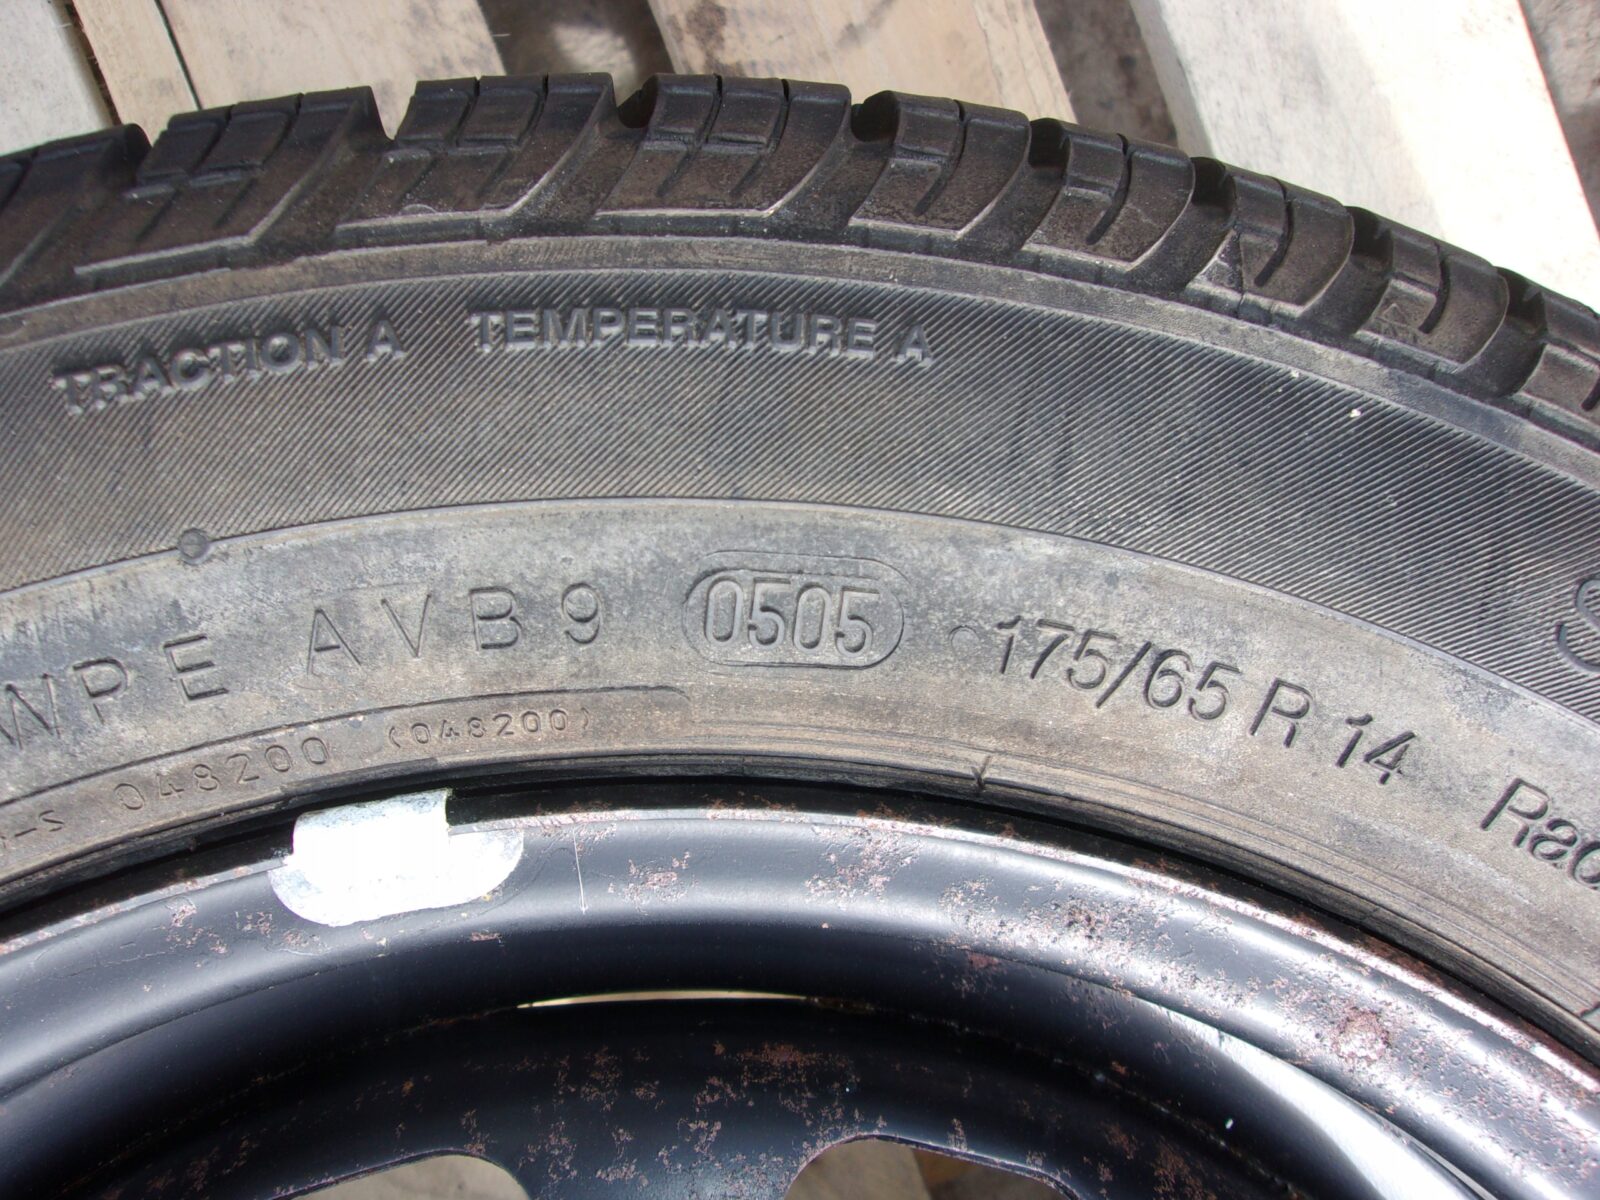 TRACTION A TEMPERATURE A
WPE AVB9 0505 175/65 R 14
-S 048200 (048200)